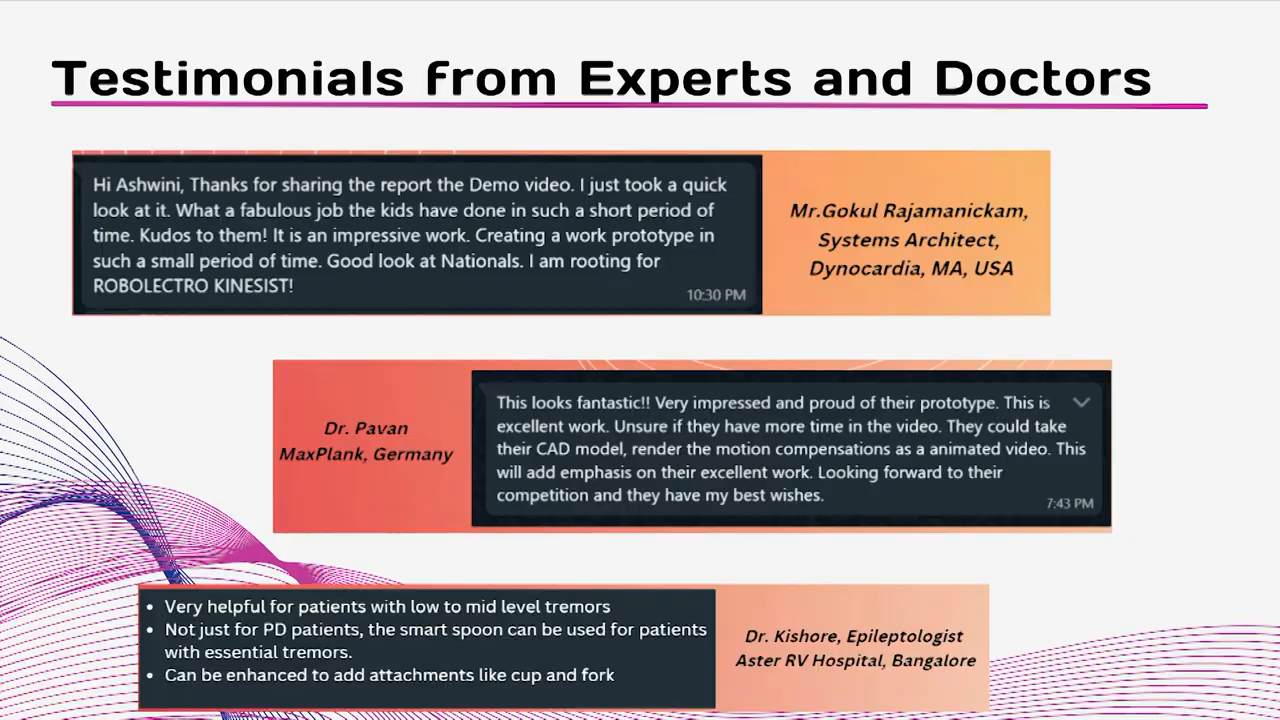 Testimonials from Experts and Doctors
Hi Ashwini, Thanks for sharing the report the Demo video. I just took a quick
look at it. What a fabulous job the kids have done in such a short period of
time. Kudos to them! It is an impressive work. Creating a work prototype in
such a small period of time. Good look at Nationals. I am rooting for
ROBOLECTRO KINESIST!
10:30 PM
Mr.Gokul Rajamanickam,
Systems Architect,
Dynocardia, MA, USA
Dr. Pavan
MaxPlank, Germany
This looks fantastic!! Very impressed and proud of their prototype. This is
excellent work. Unsure if they have more time in the video. They could take
their CAD model, render the motion compensations as a animated video. This
will add emphasis on their excellent work. Looking forward to their
competition and they have my best wishes.
7:43 PM
• Very helpful for patients with low to mid level tremors
• Not just for PD patients, the smart spoon can be used for patients
with essential tremors.
• Can be enhanced to add attachments like cup and fork
Dr. Kishore, Epileptologist
Aster RV Hospital, Bangalore